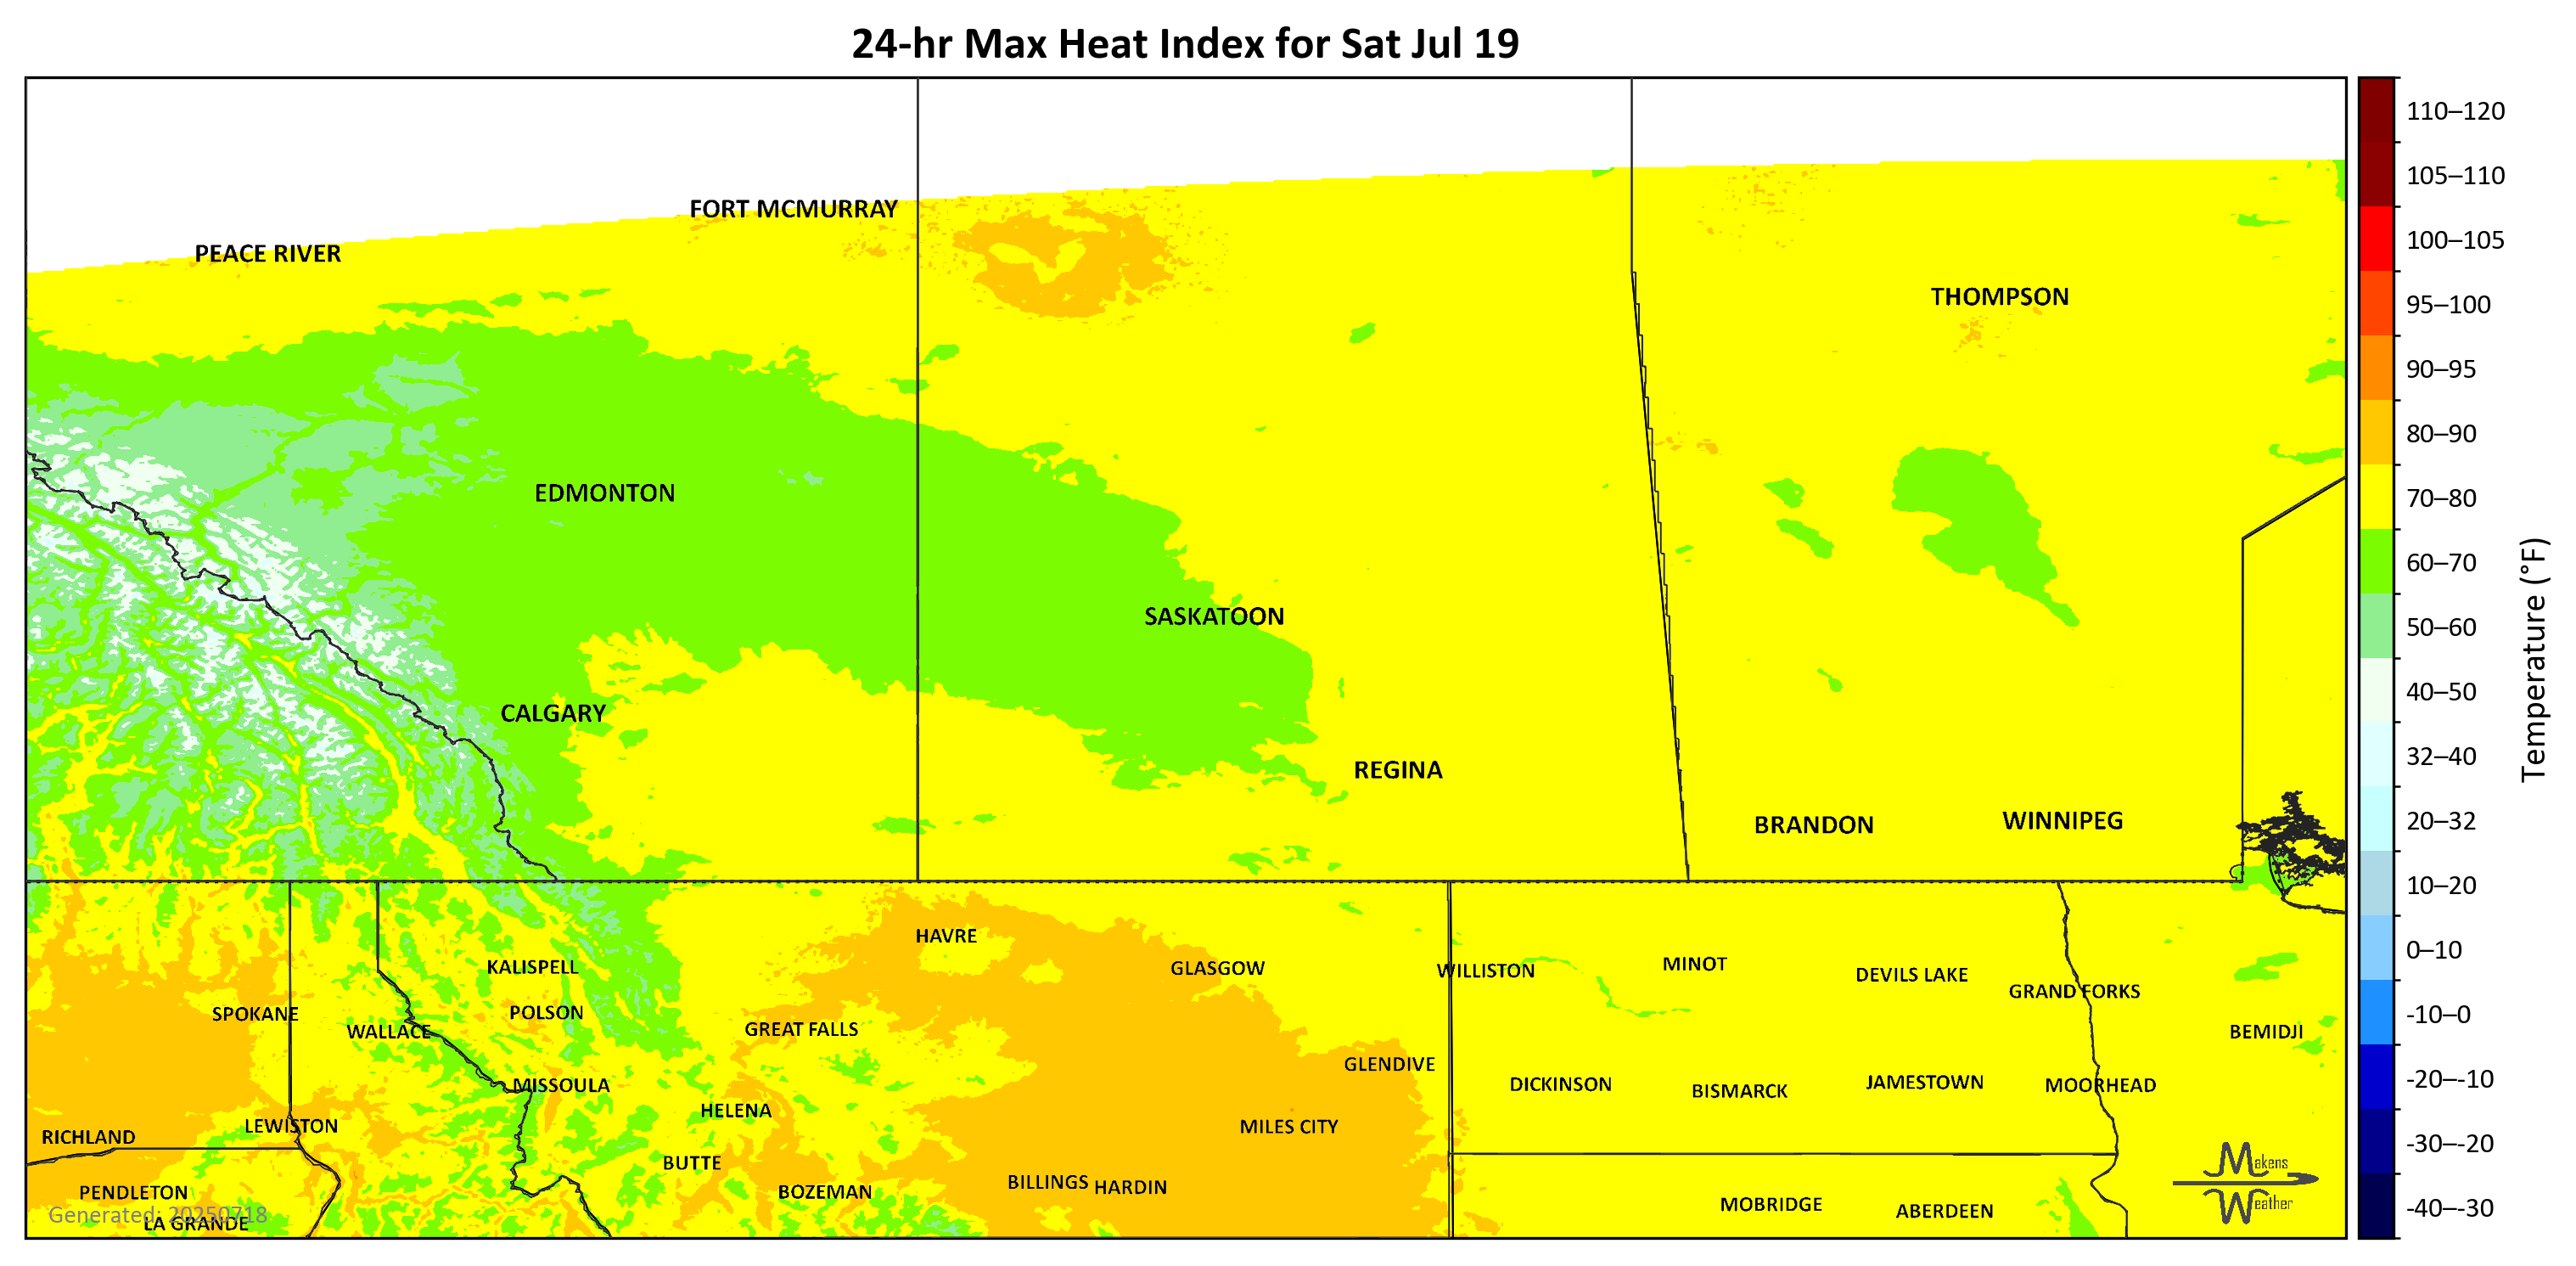 24-hr Max Heat Index for Sat Jul 19
110–120
105–110
100–105
95–100
90–95
80–90
70–80
60–70
50–60
40–50
32–40
20–32
10–20
0–10
-10–0
-20–-10
-30–-20
-40–-30
Temperature (°F)
FORT MCMURRAY
PEACE RIVER
THOMPSON
EDMONTON
SASKATOON
CALGARY
REGINA
BRANDON
WINNIPEG
HAVRE
KALISPELL
GLASGOW
WILLISTON
MINOT
DEVILS LAKE
GRAND FORKS
SPOKANE
POLSON
WALLACE
GREAT FALLS
BEMIDJI
GLENDIVE
MISSOULA
DICKINSON
BISMARCK
JAMESTOWN
MOORHEAD
HELENA
LEWISTON
MILES CITY
RICHLAND
BUTTE
BOZEMAN
BILLINGS
HARDIN
PENDLETON
MOBRIDGE
ABERDEEN
Generated: 20250718
LA GRANDE
Makens
Weather